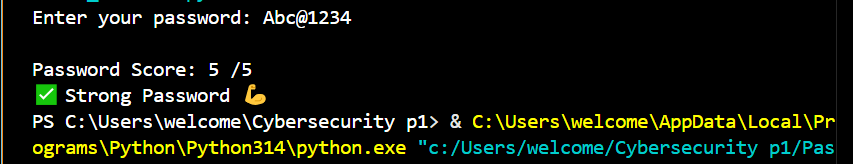 Enter your password: Abc@1234
Password Score: 5 /5
✅ Strong Password 💪
PS C:\Users\welcome\Cybersecurity p1> & C:\Users\welcome\AppData\Local\Pr
ograms\Python\Python314\python.exe "c:/Users/welcome/Cybersecurity p1/Pas